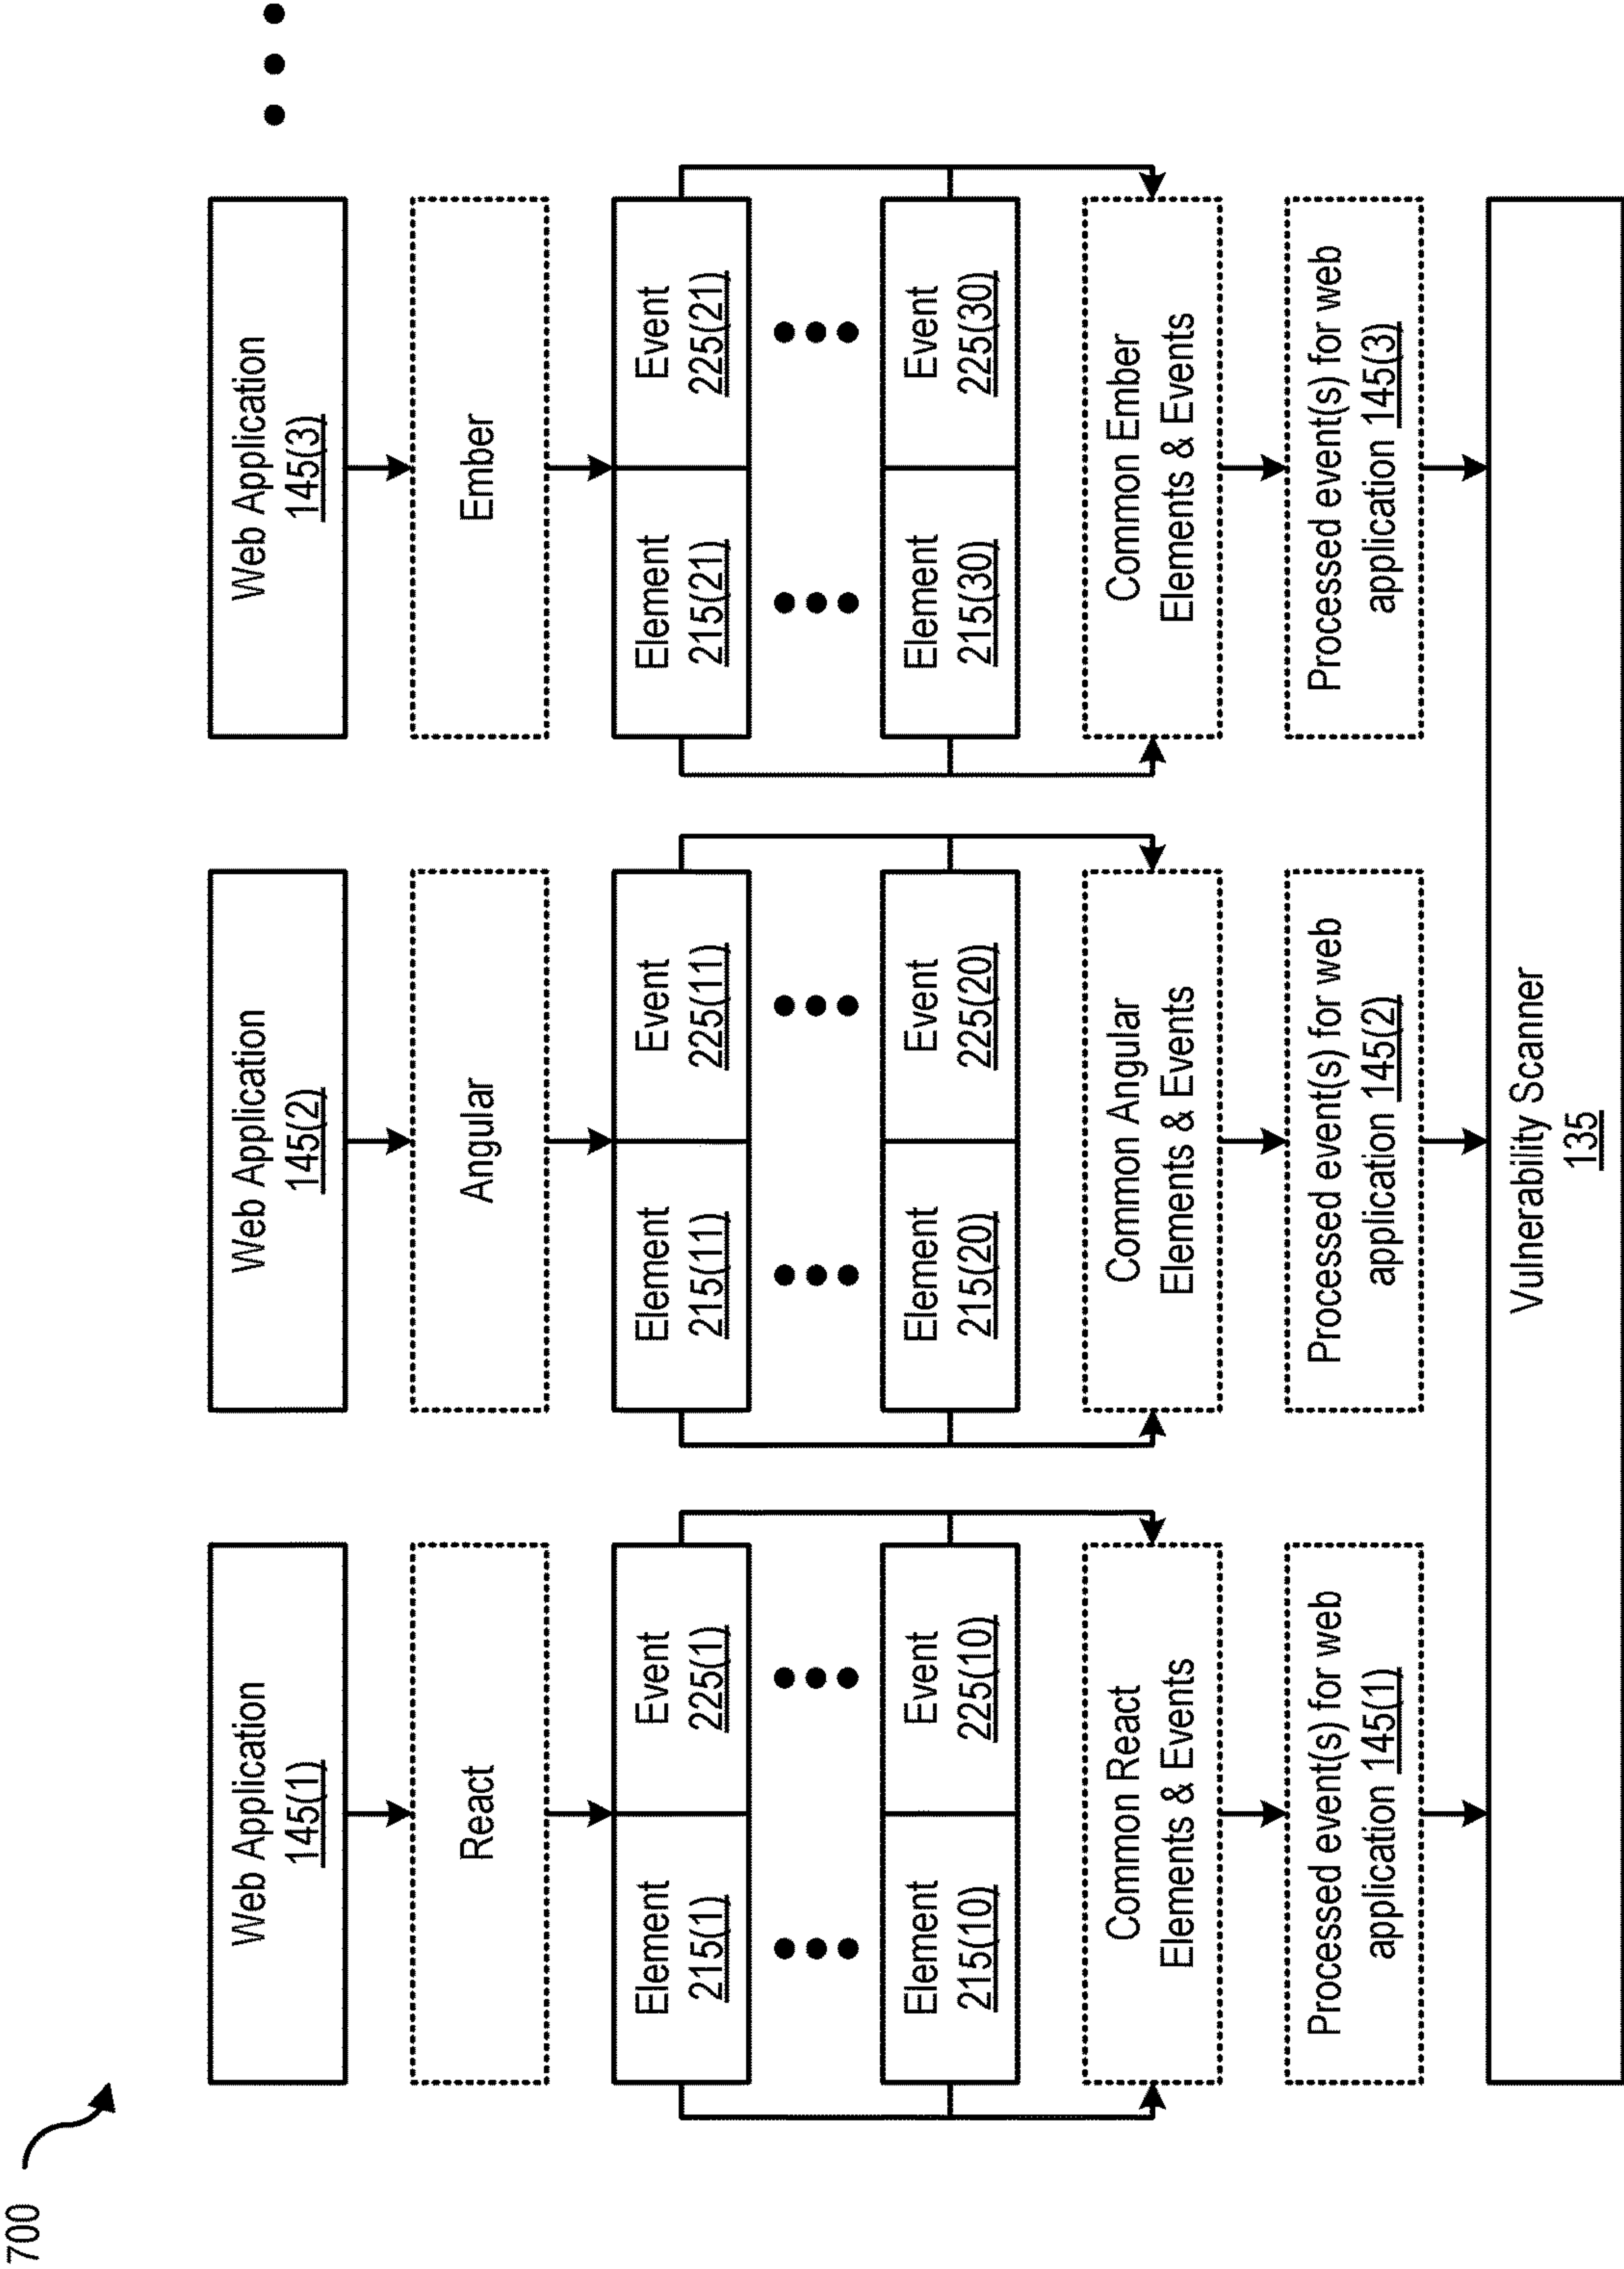 700
Web Application
145(1)
React
Element
215(1)
Event
225(1)
Element
215(10)
Event
225(10)
Common React
Elements & Events
Processed event(s) for web
application 145(1)
Web Application
145(2)
Angular
Element
215(11)
Event
225(11)
Element
215(20)
Event
225(20)
Common Angular
Elements & Events
Processed event(s) for web
application 145(2)
Web Application
145(3)
Ember
Element
215(21)
Event
225(21)
Element
215(30)
Event
225(30)
Common Ember
Elements & Events
Processed event(s) for web
application 145(3)
Vulnerability Scanner
135